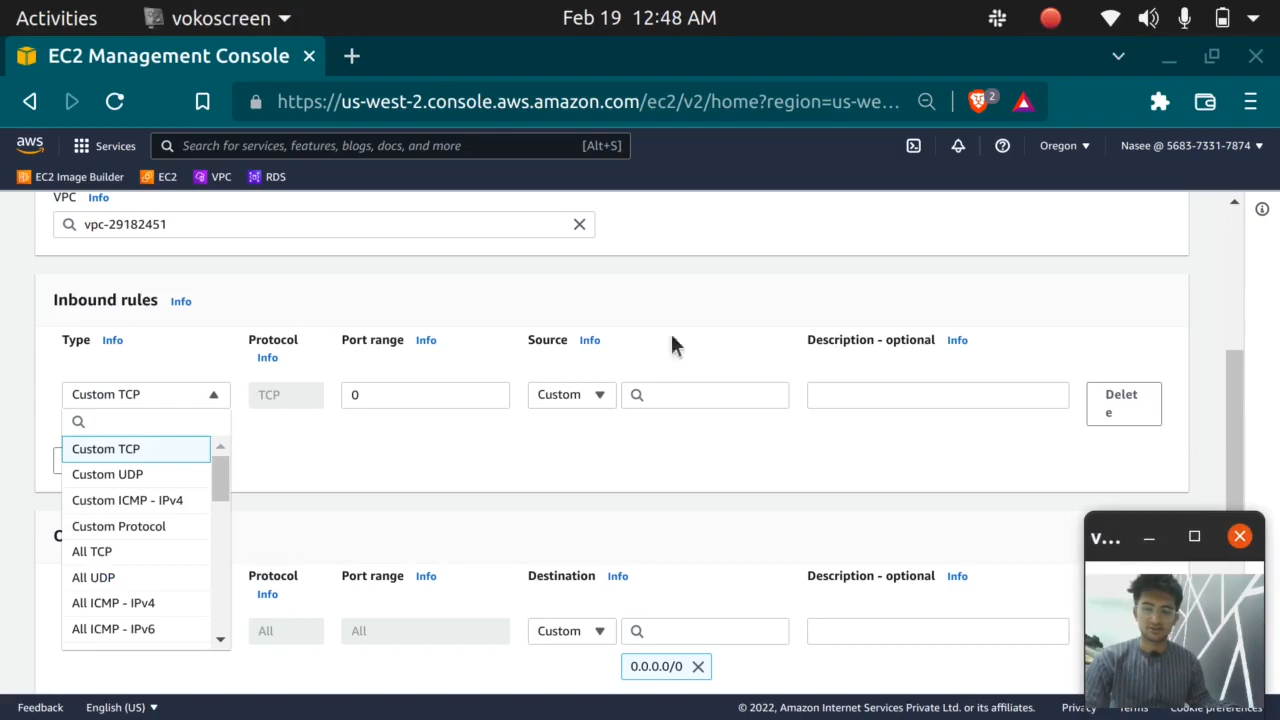 Activities vokoscreen Feb 19 12:48 AM
EC2 Management Console
https://us-west-2.console.aws.amazon.com/ec2/v2/home?region=us-we... 2
aws Services Search for services, features, blogs, docs, and more [Alt+S] Oregon Nasee @ 5683-7331-7874
EC2 Image Builder EC2 VPC RDS
VPC Info
vpc-29182451
Inbound rules Info
Type Info Protocol Info Port range Info Source Info Description - optional Info
Custom TCP TCP 0 Custom Delete
Custom TCP
Custom UDP
Custom ICMP - IPv4
Custom Protocol
All TCP
All UDP
All ICMP - IPv4
All ICMP - IPv6
Protocol Info Port range Info Destination Info Description - optional Info
All All Custom
0.0.0.0/0
v...
Feedback English (US) © 2022, Amazon Internet Services Private Ltd. or its affiliates. Privacy Terms Cookie preferences